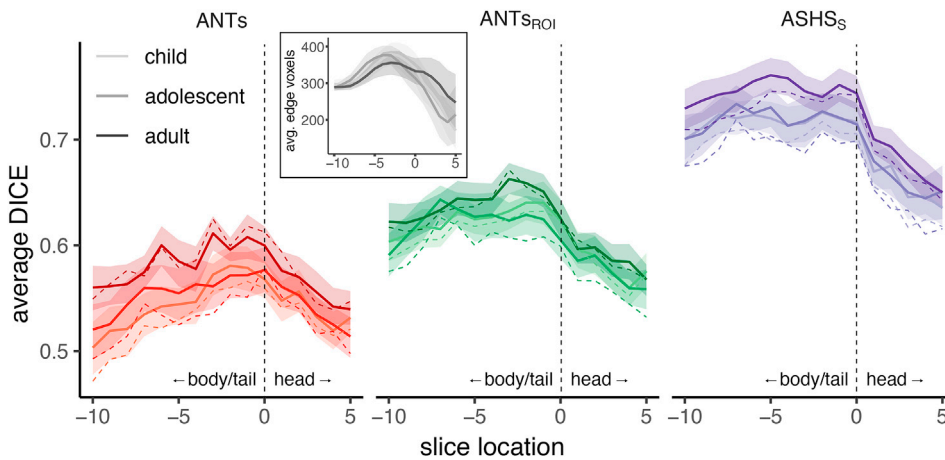 ANTs
ANTsROI
ASHSS
child
adolescent
adult
avg. edge voxels
400
300
200
−10
−5
0
5
average DICE
0.7
0.6
0.5
←body/tail
head→
←body/tail
head→
←body/tail
head→
−10
−5
0
5
−10
−5
0
5
−10
−5
0
5
slice location